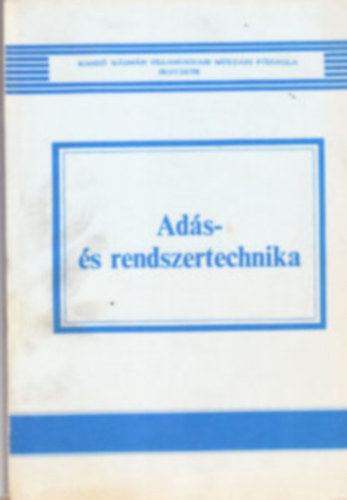 KANDÓ KÁLMÁN VILLAMOSIPARI MŰSZAKI FŐISKOLA
Adás-
és rendszertechnika